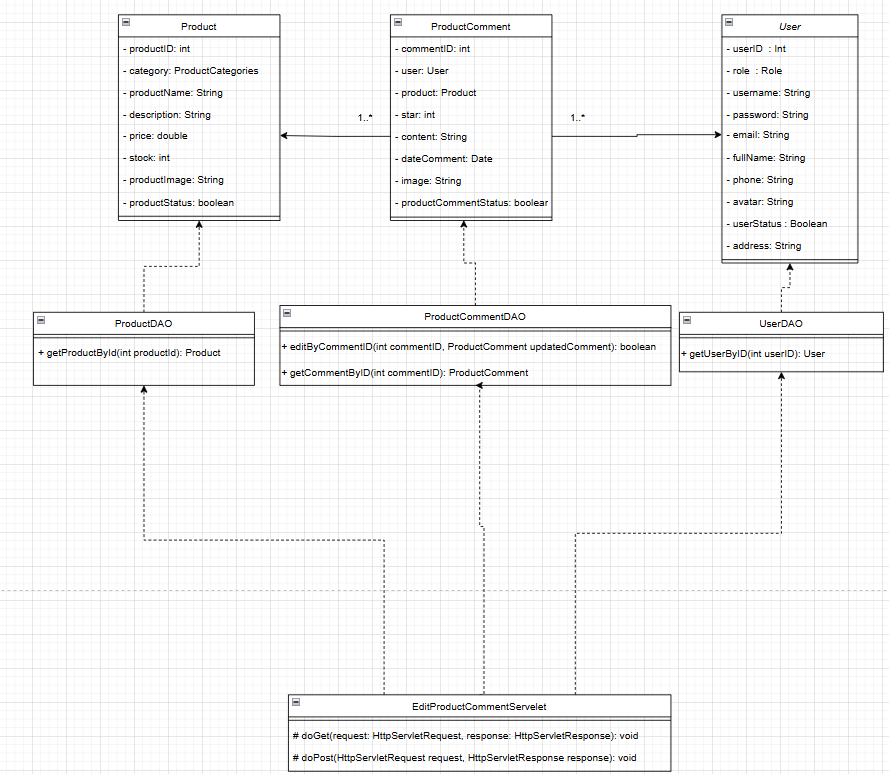 Product
- productID: int
- category: ProductCategories
- productName: String
- description: String
- price: double
- stock: int
- productImage: String
- productStatus: boolean
1..*
ProductComment
- commentID: int
- user: User
- product: Product
- star: int
- content: String
- dateComment: Date
- image: String
- productCommentStatus: boolear
1..*
User
- userID : Int
- role : Role
- username: String
- password: String
- email: String
- fullName: String
- phone: String
- avatar: String
- userStatus : Boolean
- address: String
ProductDAO
+ getProductById(int productId): Product
ProductCommentDAO
+ editByCommentID(int commentID, ProductComment updatedComment): boolean
+ getCommentByID(int commentID): ProductComment
UserDAO
+ getUserByID(int userID): User
EditProductCommentServelet
# doGet(request: HttpServletRequest, response: HttpServletResponse): void
# doPost(HttpServletRequest request, HttpServletResponse response): void